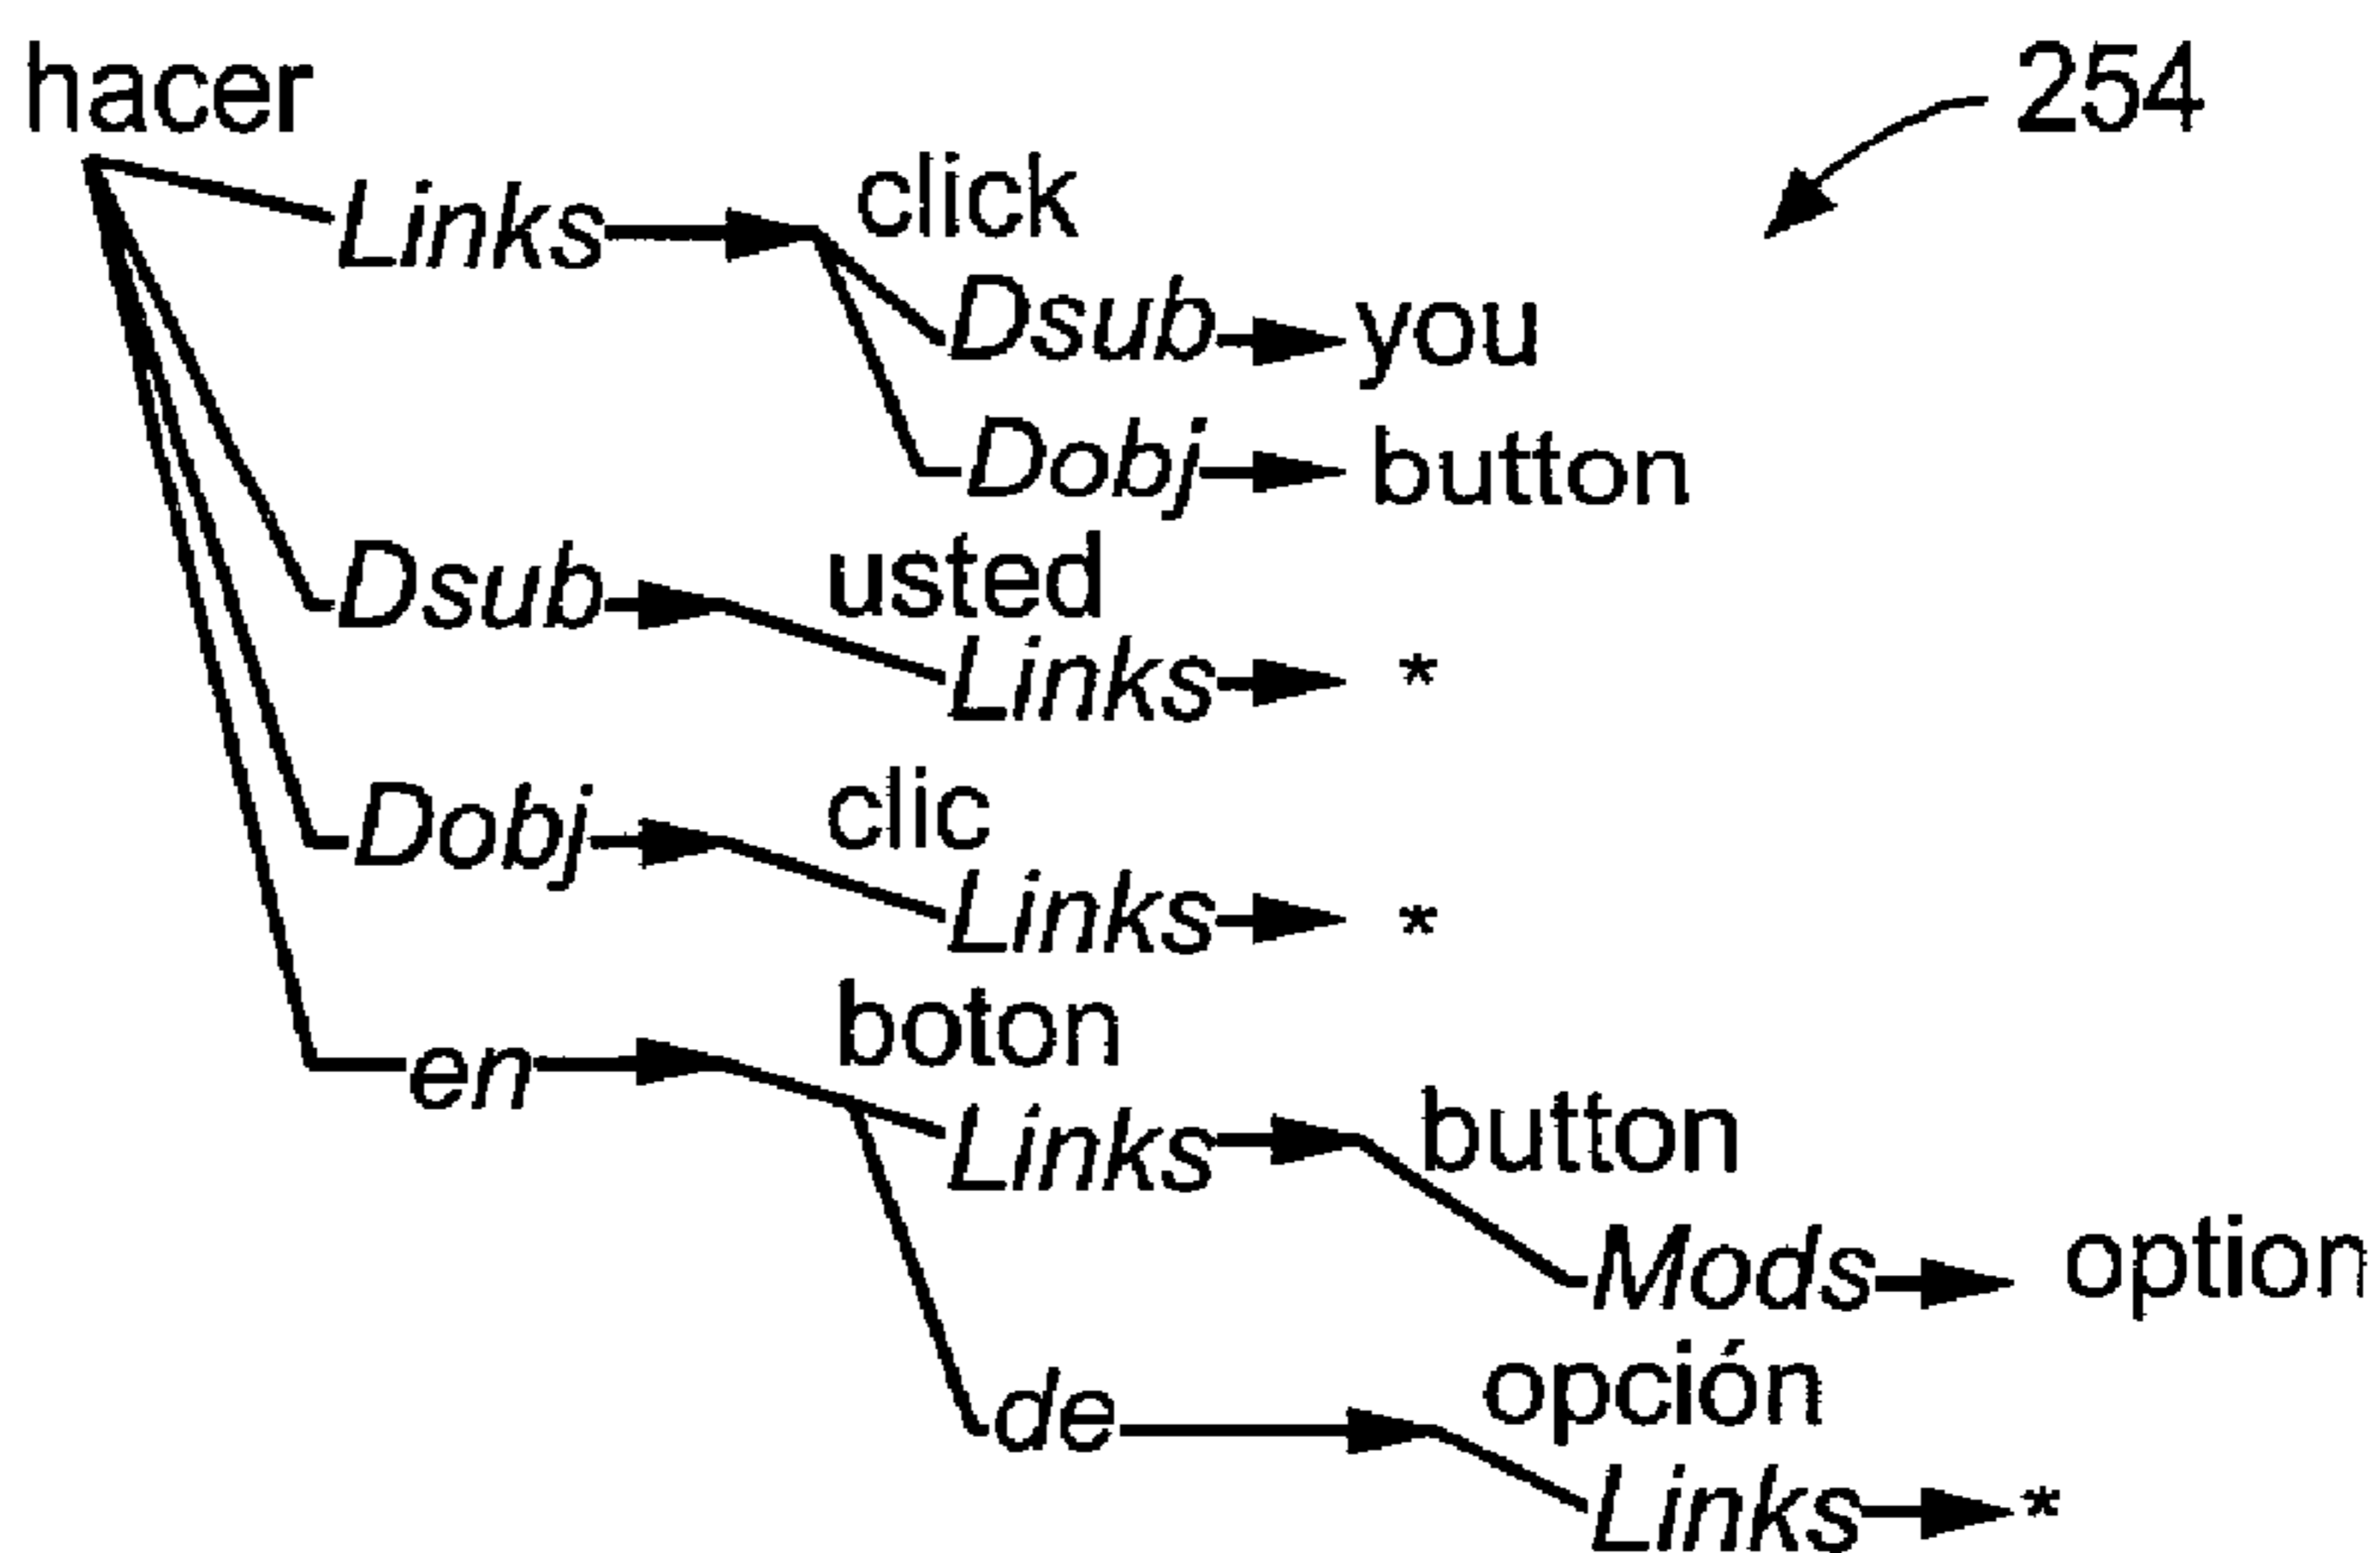 hacer
254
click
Links
Dsub you
Dobj button
usted
Dsub
Links *
clic
Dobj
Links *
boton
en
Links button
Mods option
opción
de
Links *